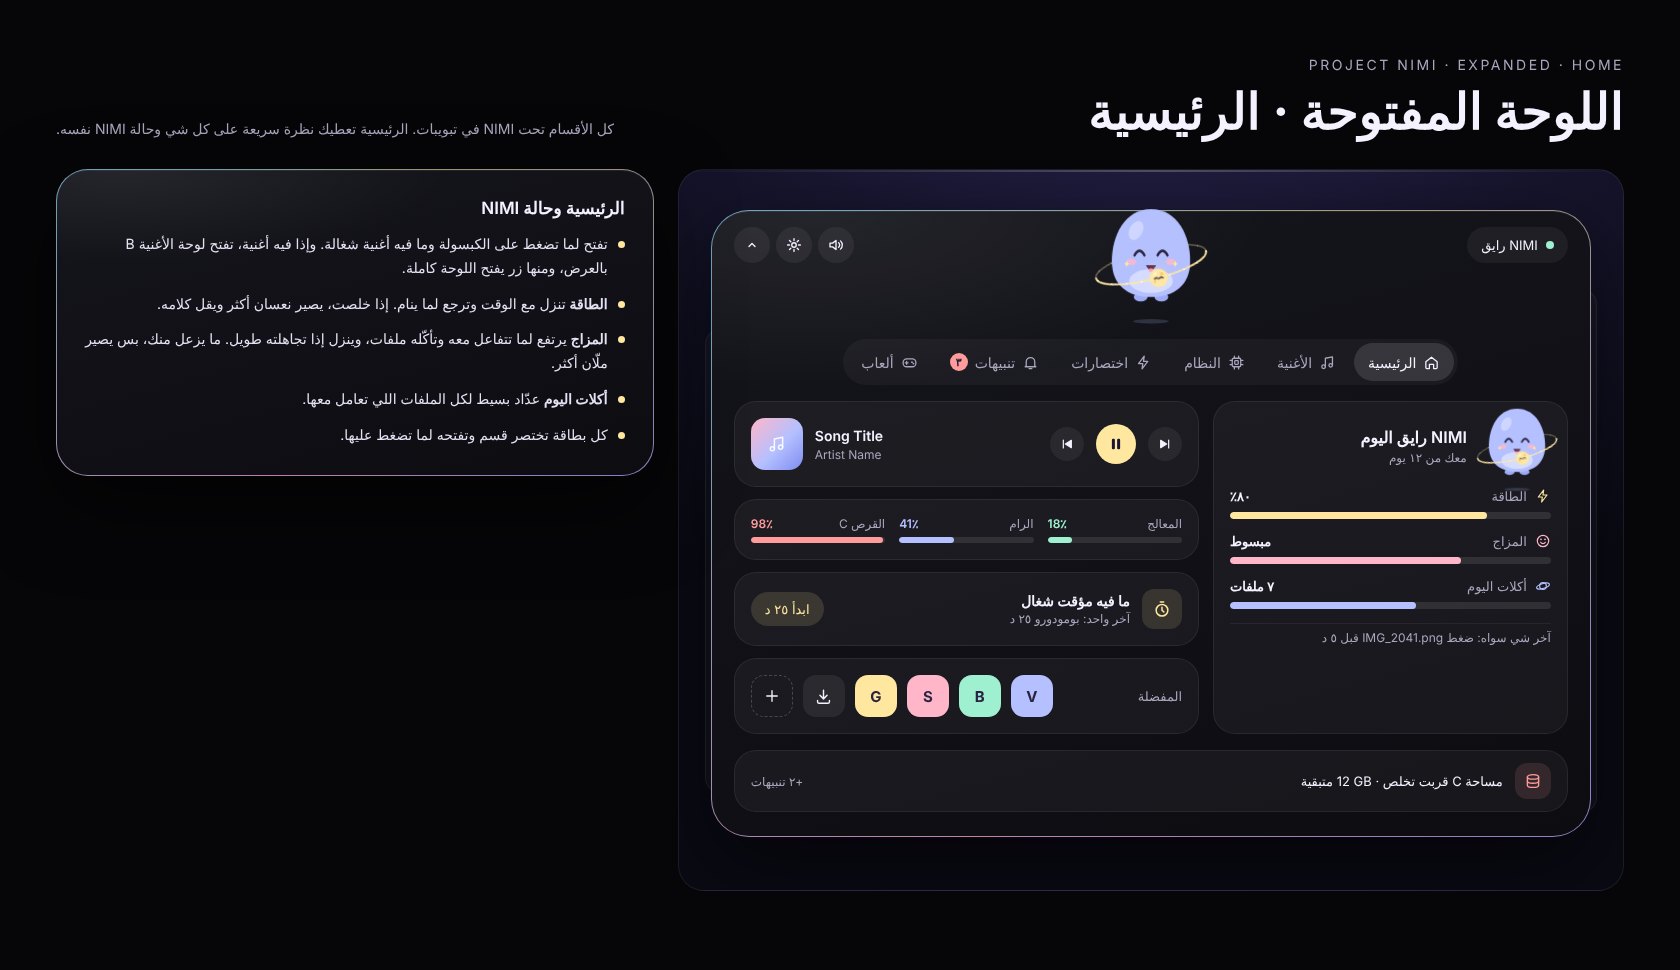 PROJECT NIMI · EXPANDED · HOME
اللوحة المفتوحة · الرئيسية
كل الأقسام تحت NIMI في تبويبات. الرئيسية تعطيك نظرة سريعة على كل شي وحالة NIMI نفسه.
NIMI رايق
الرئيسية
الأغنية
النظام
اختصارات
تنبيهات ٣
ألعاب
NIMI رايق اليوم
معك من ١٢ يوم
الطاقة ٨٠٪
المزاج مبسوط
أكلات اليوم ٧ ملفات
آخر شي سواه: ضغط IMG_2041.png قبل ٥ د
Song Title
Artist Name
المعالج 18٪
الرام 41٪
القرص C 98٪
ما فيه مؤقت شغال
آخر واحد: بومودورو ٢٥ د
ابدأ ٢٥ د
المفضلة
V B S G
مساحة C قربت تخلص · 12 GB متبقية
+٢ تنبيهات
الرئيسية وحالة NIMI
تفتح لما تضغط على الكبسولة وما فيه أغنية شغالة. وإذا فيه أغنية، تفتح لوحة الأغنية B
بالعرض، ومنها زر يفتح اللوحة كاملة.
الطاقة تنزل مع الوقت وترجع لما ينام. إذا خلصت، يصير نعسان أكثر ويقل كلامه.
المزاج يرتفع لما تتفاعل معه وتأكّله ملفات، وينزل إذا تجاهلته طويل. ما يزعل منك، بس يصير
ملّان أكثر.
أكلات اليوم عدّاد بسيط لكل الملفات اللي تعامل معها.
كل بطاقة تختصر قسم وتفتحه لما تضغط عليها.